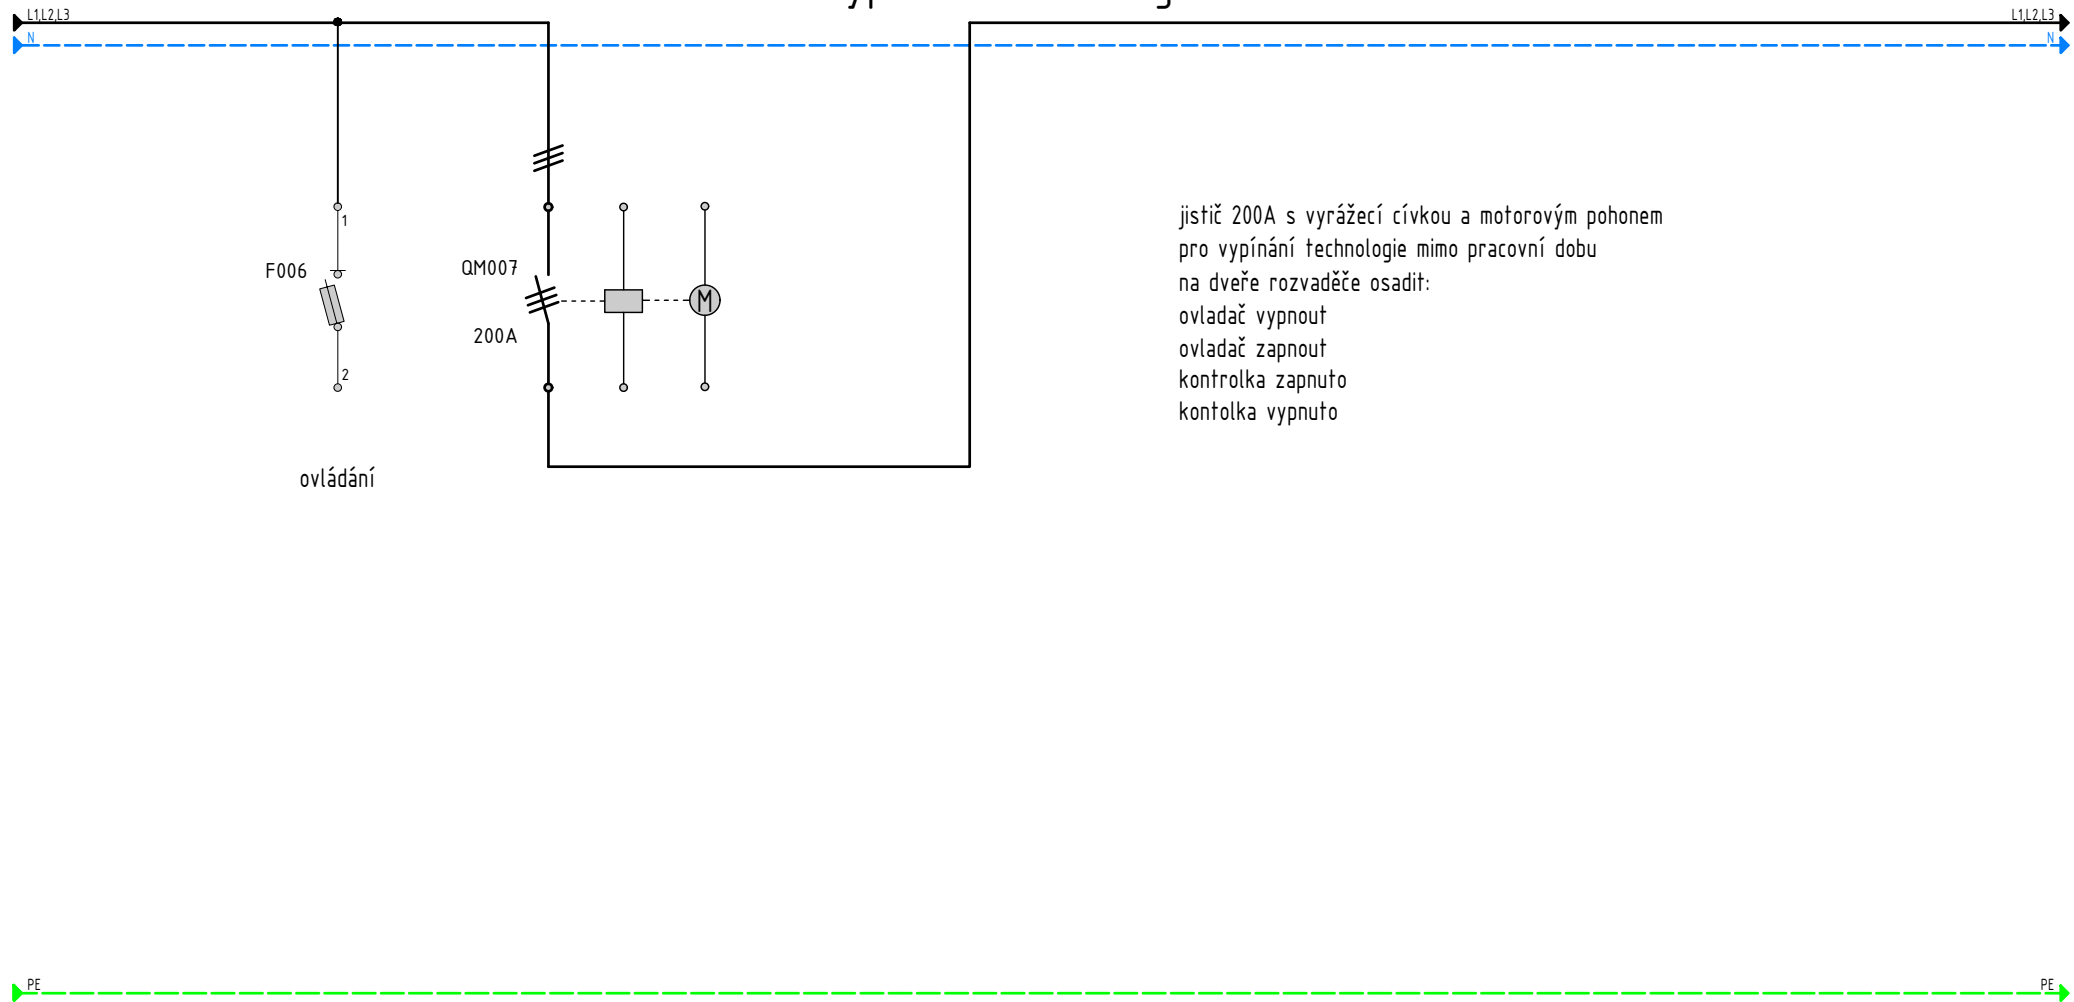 L1,L2,L3
L1,L2,L3
N
N
1
F006
2
ovládání
QM007
200A
M
jistič 200A s vyrážecí cívkou a motorovým pohonem
pro vypínání technologie mimo pracovní dobu
na dveře rozvaděče osadit:
ovladač vypnout
ovladač zapnout
kontrolka zapnuto
kontolka vypnuto
PE
PE